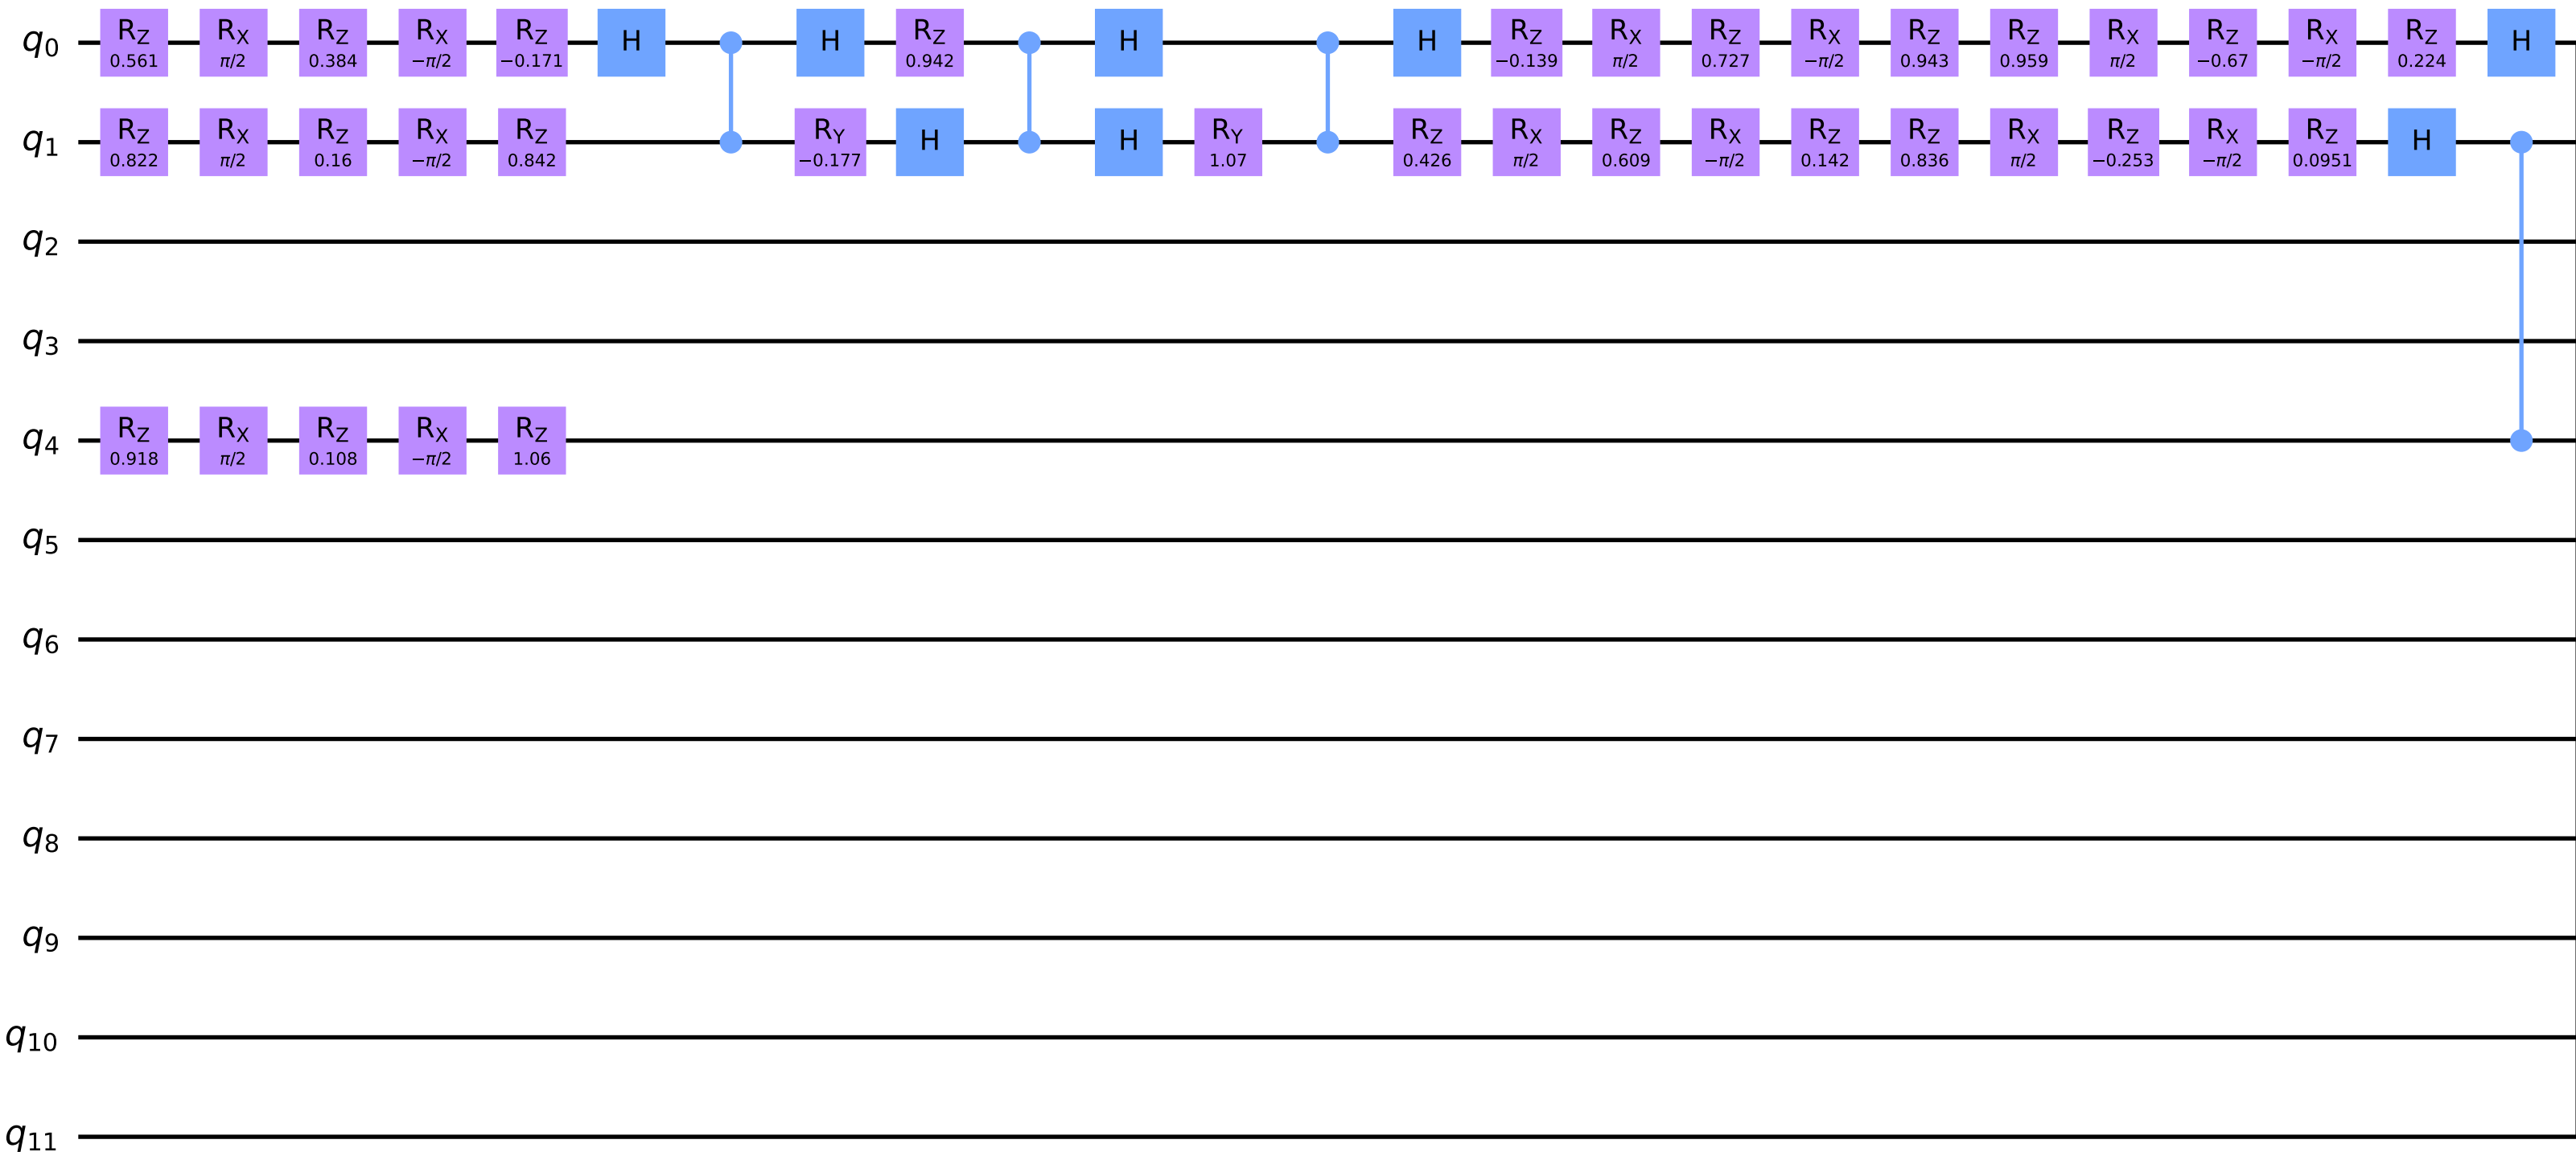 q0 RZ 0.561 RX π/2 RZ 0.384 RX −π/2 RZ −0.171 H H RZ 0.942 H H RZ −0.139 RX π/2 RZ 0.727 RX −π/2 RZ 0.943 RZ 0.959 RX π/2 RZ −0.67 RX −π/2 RZ 0.224 H
q1 RZ 0.822 RX π/2 RZ 0.16 RX −π/2 RZ 0.842 RY −0.177 H H RY 1.07 RZ 0.426 RX π/2 RZ 0.609 RX −π/2 RZ 0.142 RZ 0.836 RX π/2 RZ −0.253 RX −π/2 RZ 0.0951 H
q2
q3
q4 RZ 0.918 RX π/2 RZ 0.108 RX −π/2 RZ 1.06
q5
q6
q7
q8
q9
q10
q11